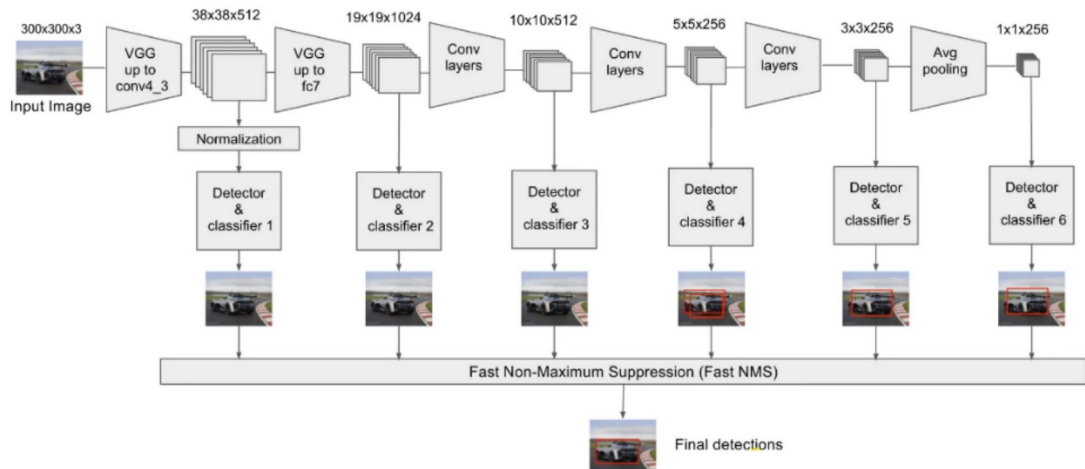 300x300x3
Input Image
VGG
up to
conv4_3
38x38x512
VGG
up to
fc7
19x19x1024
Conv
layers
10x10x512
Conv
layers
5x5x256
Conv
layers
3x3x256
Avg
pooling
1x1x256
Normalization
Detector
&
classifier 1
Detector
&
classifier 2
Detector
&
classifier 3
Detector
&
classifier 4
Detector
&
classifier 5
Detector
&
classifier 6
Fast Non-Maximum Suppression (Fast NMS)
Final detections